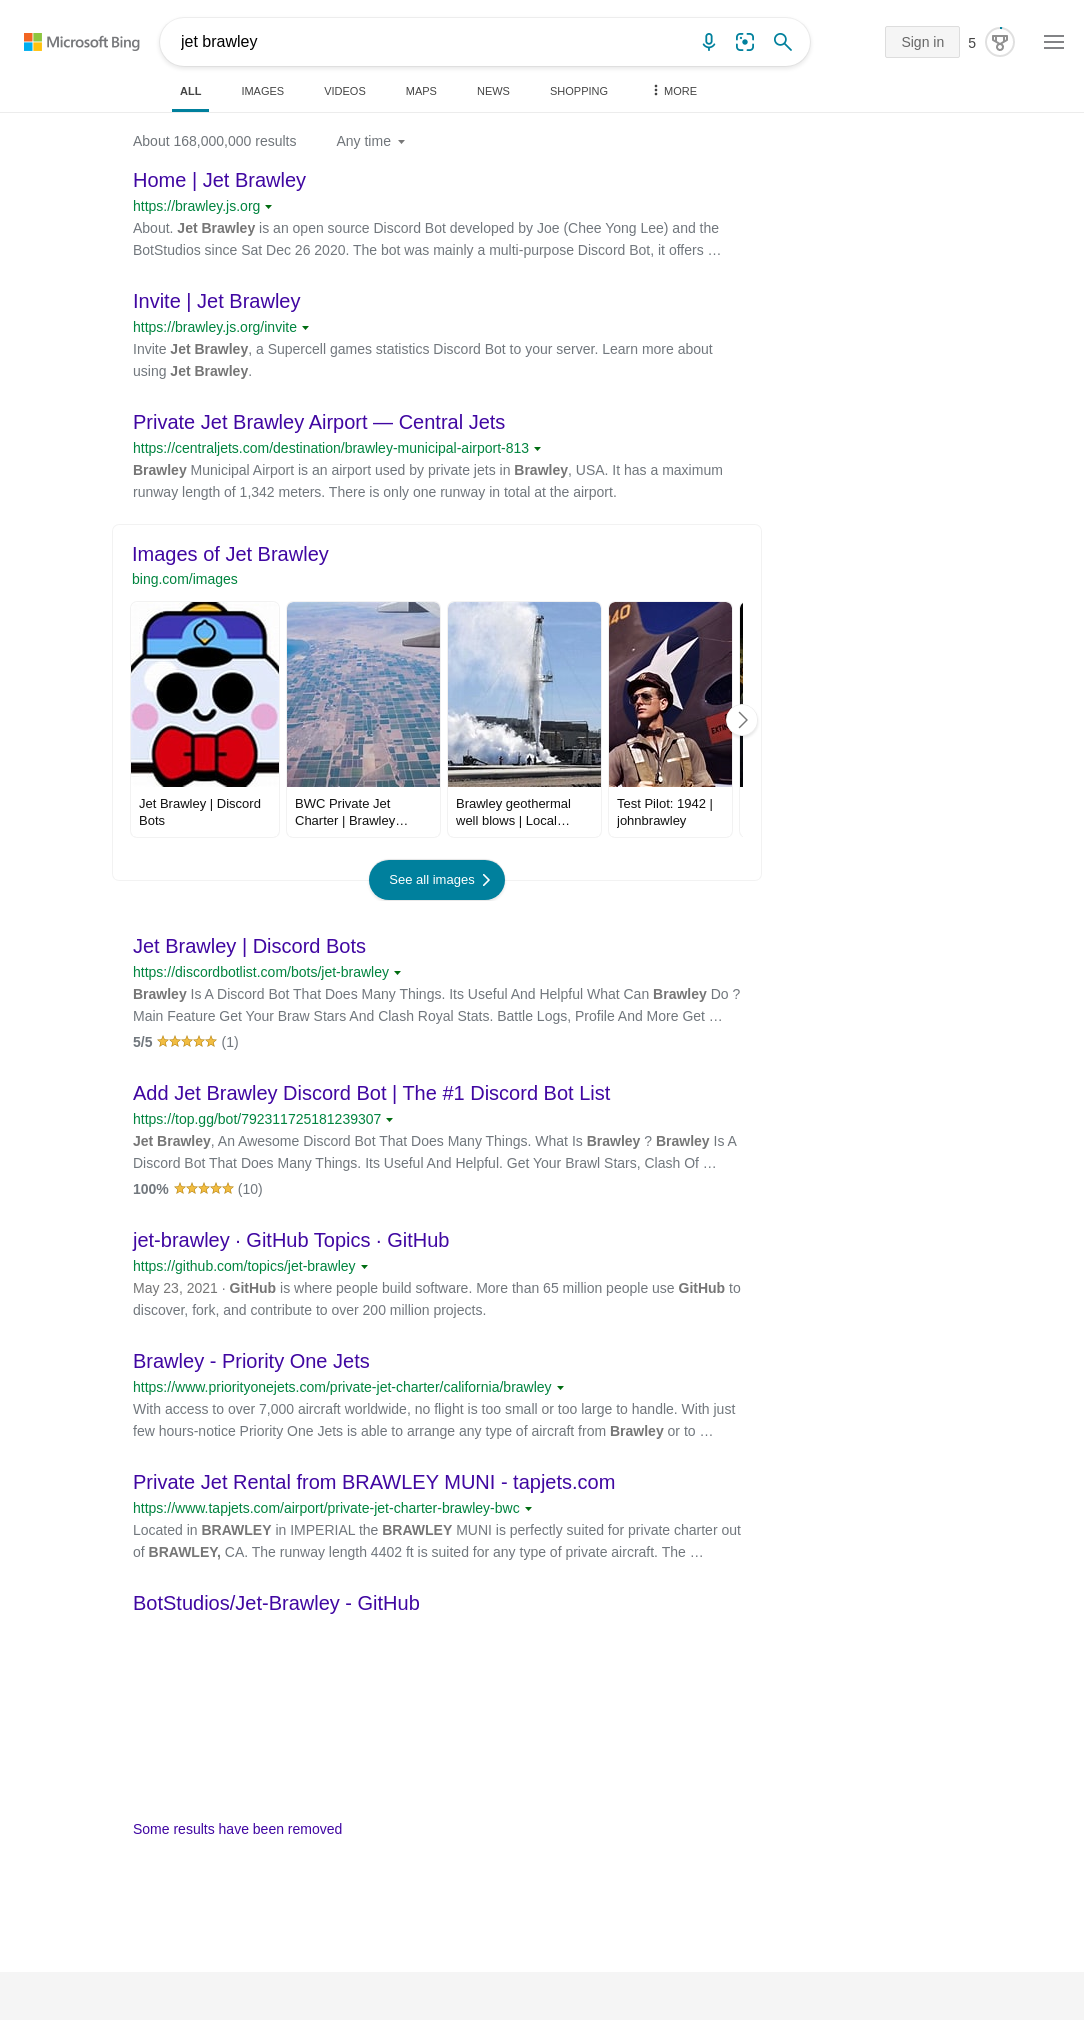 Microsoft Bing
jet brawley
Sign in
5
ALL IMAGES VIDEOS MAPS NEWS SHOPPING MORE
About 168,000,000 results Any time
Home | Jet Brawley
https://brawley.js.org
About. Jet Brawley is an open source Discord Bot developed by Joe (Chee Yong Lee) and the
BotStudios since Sat Dec 26 2020. The bot was mainly a multi-purpose Discord Bot, it offers …
Invite | Jet Brawley
https://brawley.js.org/invite
Invite Jet Brawley, a Supercell games statistics Discord Bot to your server. Learn more about
using Jet Brawley.
Private Jet Brawley Airport — Central Jets
https://centraljets.com/destination/brawley-municipal-airport-813
Brawley Municipal Airport is an airport used by private jets in Brawley, USA. It has a maximum
runway length of 1,342 meters. There is only one runway in total at the airport.
Images of Jet Brawley
bing.com/images
40
EXTIN
Jet Brawley | Discord
Bots
BWC Private Jet
Charter | Brawley…
Brawley geothermal
well blows | Local…
Test Pilot: 1942 |
johnbrawley
See all images
Jet Brawley | Discord Bots
https://discordbotlist.com/bots/jet-brawley
Brawley Is A Discord Bot That Does Many Things. Its Useful And Helpful What Can Brawley Do ?
Main Feature Get Your Braw Stars And Clash Royal Stats. Battle Logs, Profile And More Get …
5/5 (1)
Add Jet Brawley Discord Bot | The #1 Discord Bot List
https://top.gg/bot/792311725181239307
Jet Brawley, An Awesome Discord Bot That Does Many Things. What Is Brawley ? Brawley Is A
Discord Bot That Does Many Things. Its Useful And Helpful. Get Your Brawl Stars, Clash Of …
100% (10)
jet-brawley · GitHub Topics · GitHub
https://github.com/topics/jet-brawley
May 23, 2021 · GitHub is where people build software. More than 65 million people use GitHub to
discover, fork, and contribute to over 200 million projects.
Brawley - Priority One Jets
https://www.priorityonejets.com/private-jet-charter/california/brawley
With access to over 7,000 aircraft worldwide, no flight is too small or too large to handle. With just
few hours-notice Priority One Jets is able to arrange any type of aircraft from Brawley or to …
Private Jet Rental from BRAWLEY MUNI - tapjets.com
https://www.tapjets.com/airport/private-jet-charter-brawley-bwc
Located in BRAWLEY in IMPERIAL the BRAWLEY MUNI is perfectly suited for private charter out
of BRAWLEY, CA. The runway length 4402 ft is suited for any type of private aircraft. The …
BotStudios/Jet-Brawley - GitHub
Some results have been removed